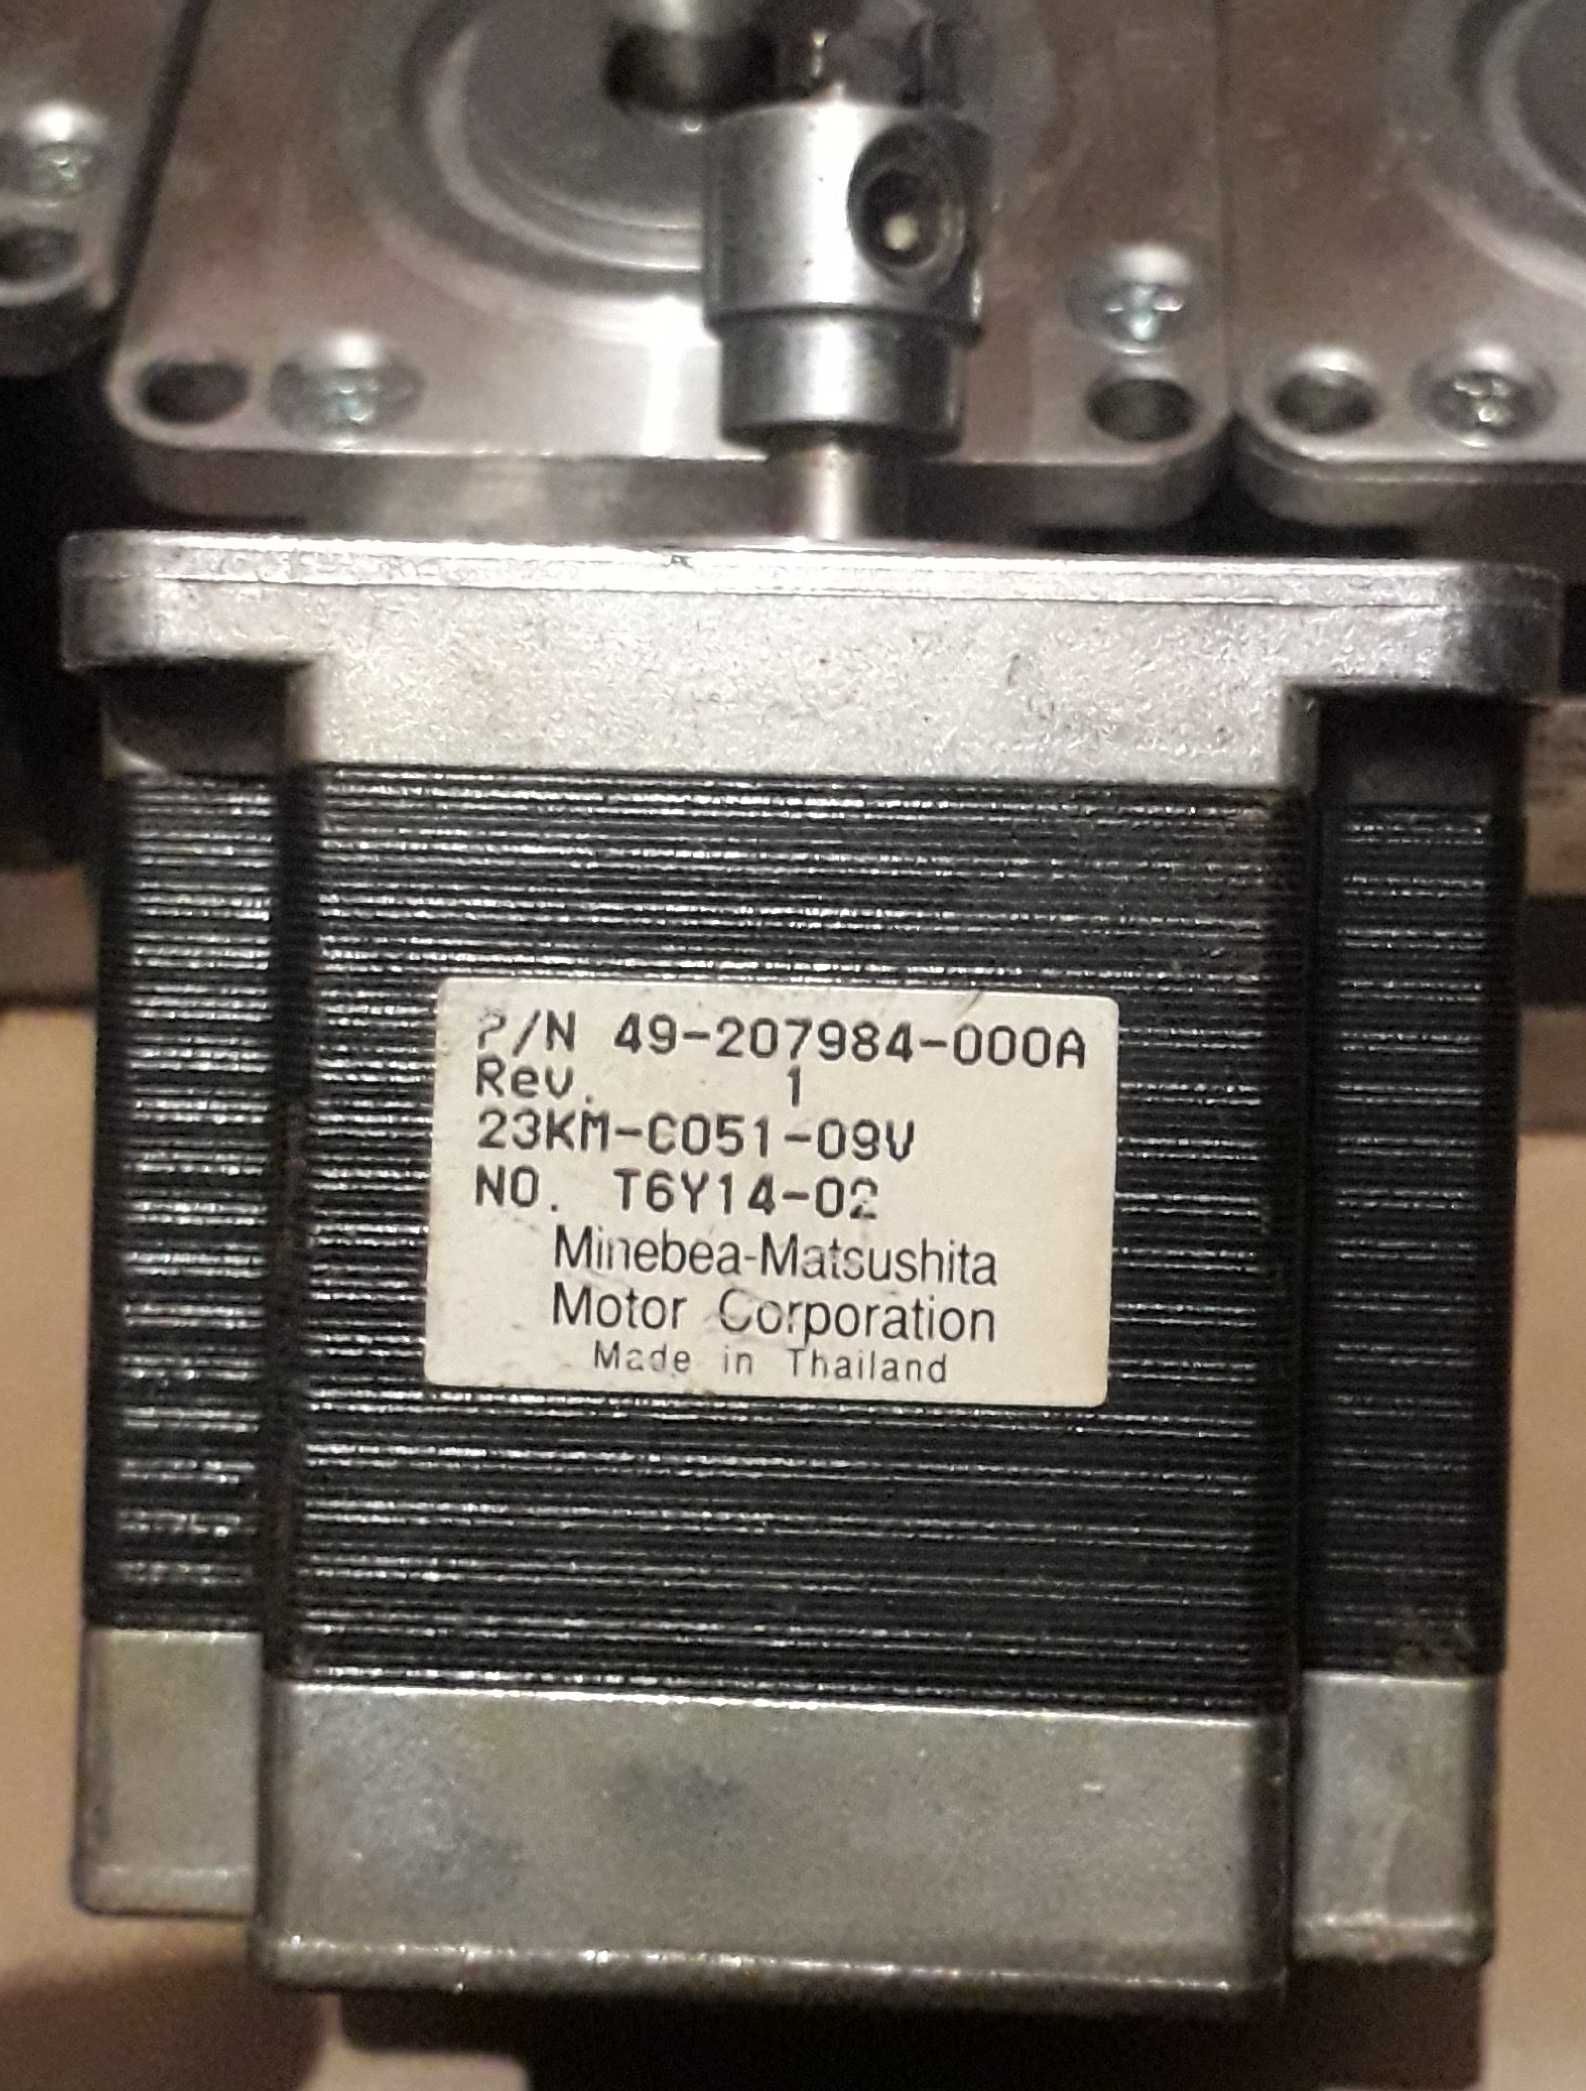 P/N 49-207984-000A
Rev. 1
23KM-C051-09V
NO. T6Y14-02
Minebea-Matsushita
Motor Corporation
Made in Thailand